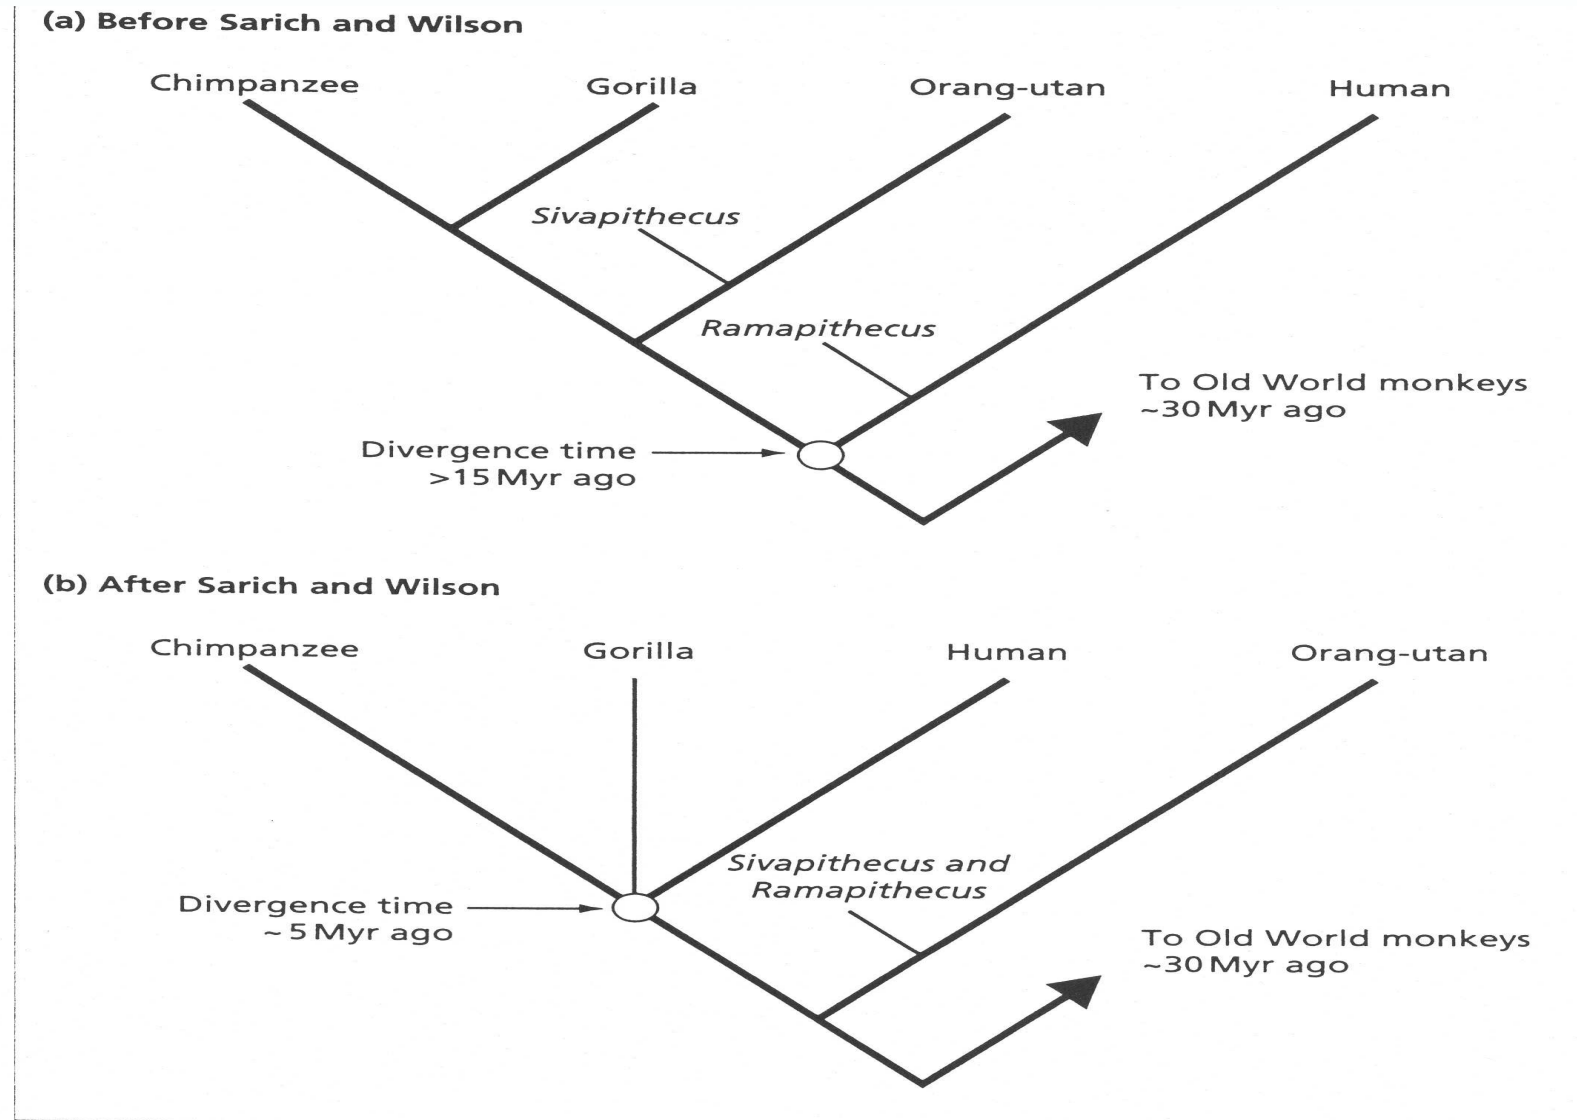 (a) Before Sarich and Wilson
Chimpanzee
Gorilla
Orang-utan
Human
Sivapithecus
Ramapithecus
To Old World monkeys
~30 Myr ago
Divergence time
>15 Myr ago
(b) After Sarich and Wilson
Chimpanzee
Gorilla
Human
Orang-utan
Sivapithecus and
Ramapithecus
Divergence time
~5 Myr ago
To Old World monkeys
~30 Myr ago